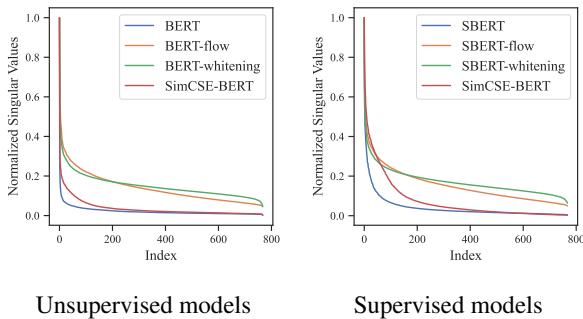 Normalized Singular Values
1.0
0.8
0.6
0.4
0.2
0.0
BERT
BERT-flow
BERT-whitening
SimCSE-BERT
0 200 400 600 800
Index
Unsupervised models
Normalized Singular Values
1.0
0.8
0.6
0.4
0.2
0.0
SBERT
SBERT-flow
SBERT-whitening
SimCSE-BERT
0 200 400 600 800
Index
Supervised models